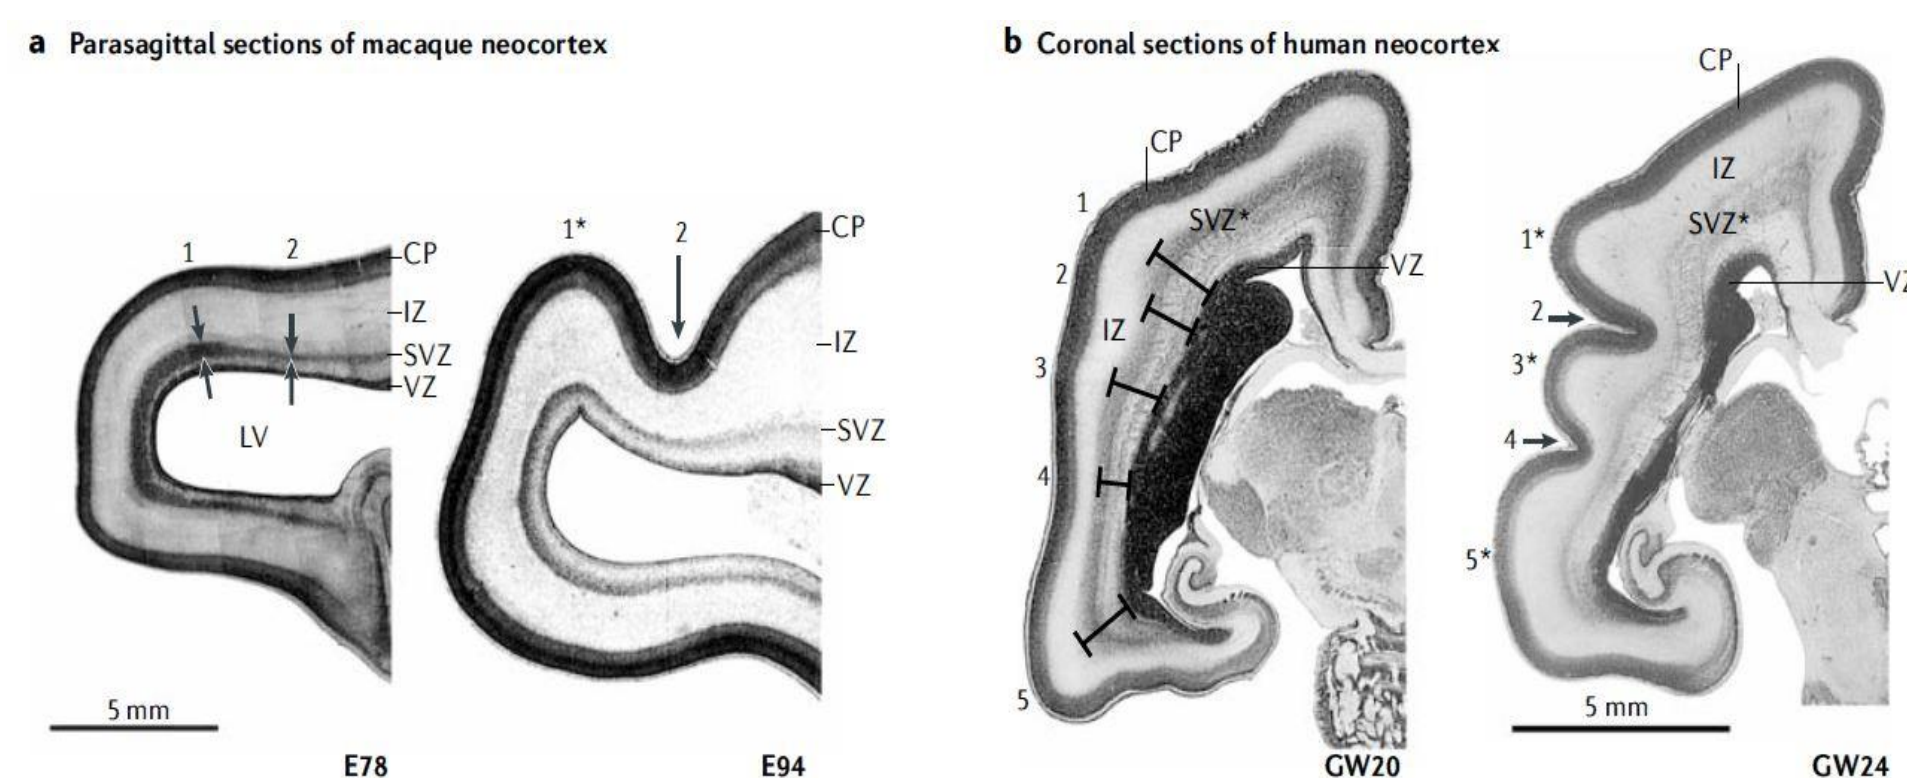 a Parasagittal sections of macaque neocortex
1
2
CP
IZ
SVZ
VZ
LV
5 mm
E78
1*
2
CP
IZ
SVZ
VZ
E94
b Coronal sections of human neocortex
CP
1
SVZ*
2
VZ
IZ
3
4
5
GW20
CP
IZ
SVZ*
1*
VZ
2
3*
4
5*
5 mm
GW24